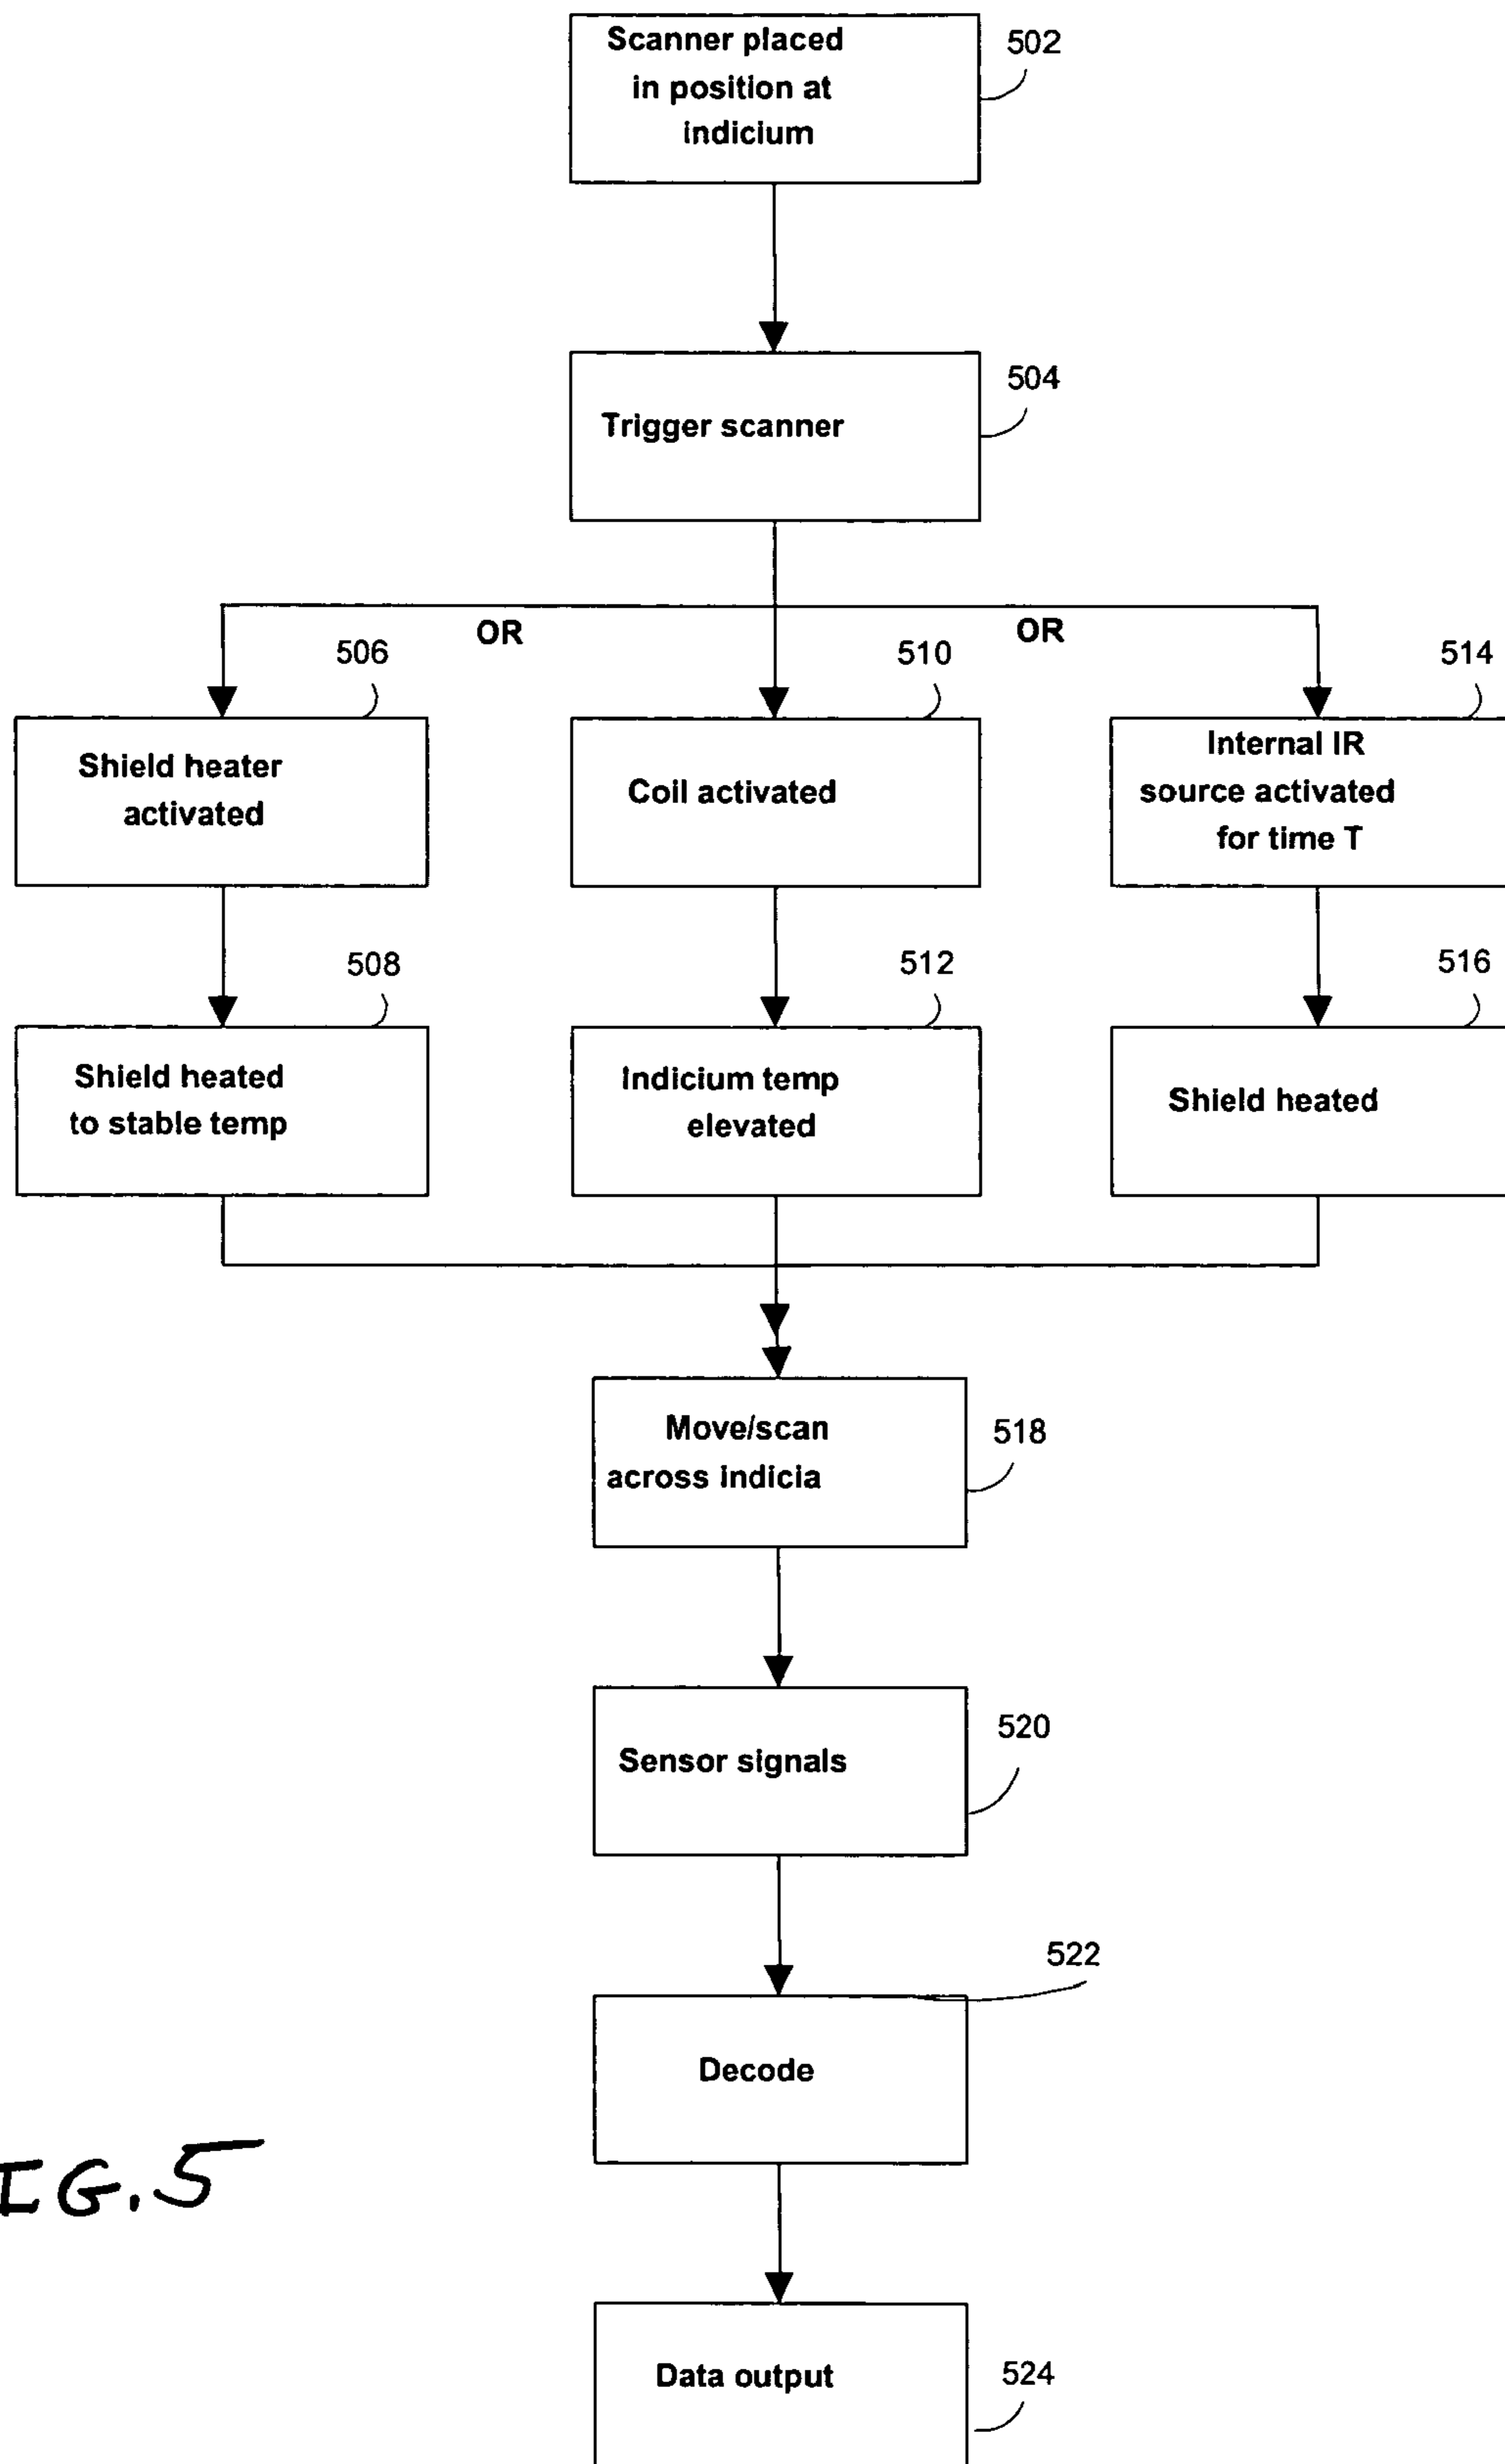 Scanner placed
in position at
indicium
502
Trigger scanner
504
OR
OR
506
510
514
Shield heater
activated
Coil activated
Internal IR
source activated
for time T
508
512
516
Shield heated
to stable temp
Indicium temp
elevated
Shield heated
Move/scan
across indicia
518
Sensor signals
520
522
Decode
IG.5
Data output
524